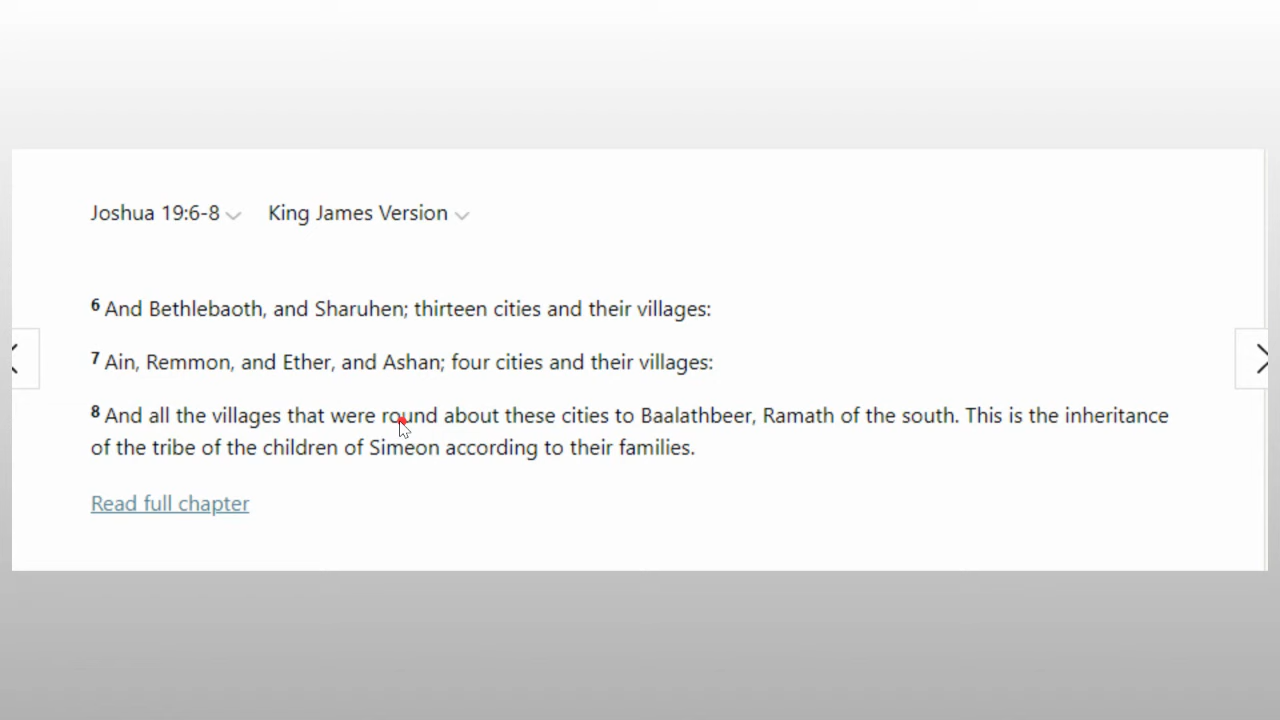 Joshua 19:6-8 King James Version
6 And Bethlebaoth, and Sharuhen; thirteen cities and their villages:
7 Ain, Remmon, and Ether, and Ashan; four cities and their villages:
8 And all the villages that were round about these cities to Baalathbeer, Ramath of the south. This is the inheritance
of the tribe of the children of Simeon according to their families.
Read full chapter